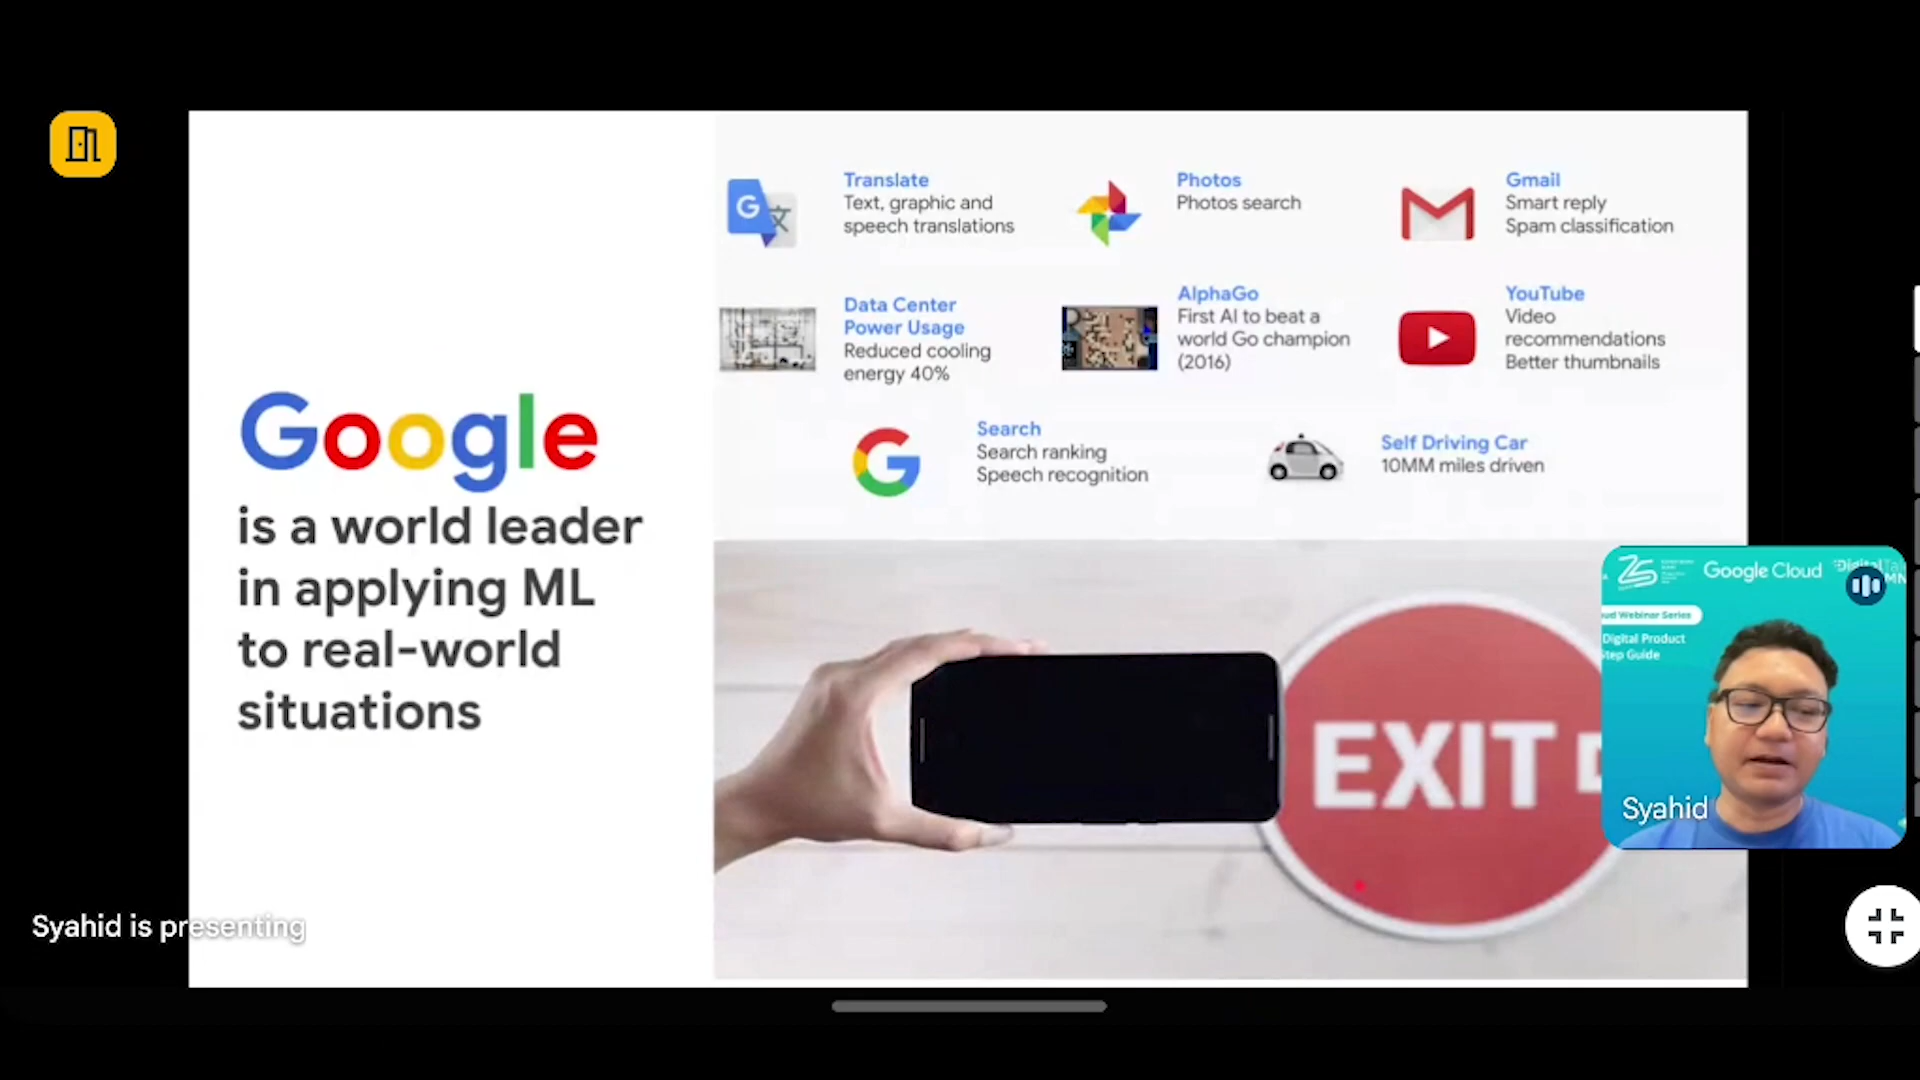 Google
is a world leader
in applying ML
to real-world
situations
Translate
Text, graphic and
speech translations
Photos
Photos search
Gmail
Smart reply
Spam classification
Data Center
Power Usage
Reduced cooling
energy 40%
AlphaGo
First AI to beat a
world Go champion
(2016)
YouTube
Video
recommendations
Better thumbnails
Search
Search ranking
Speech recognition
Self Driving Car
10MM miles driven
EXIT
Google Cloud
Webinar Series
Digital Product
Guide
Syahid
Syahid is presenting